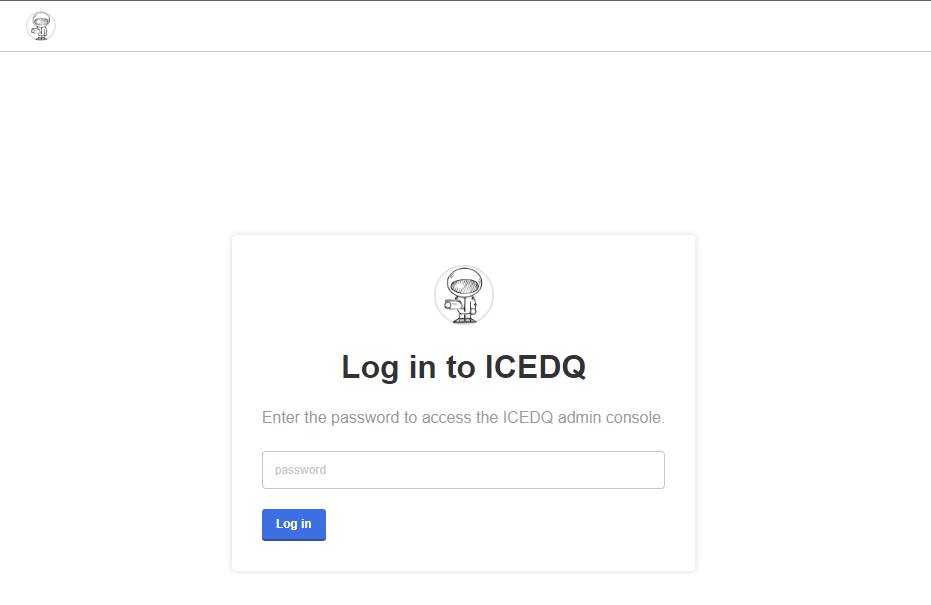 Log in to ICEDQ
Enter the password to access the ICEDQ admin console.
password
Log in